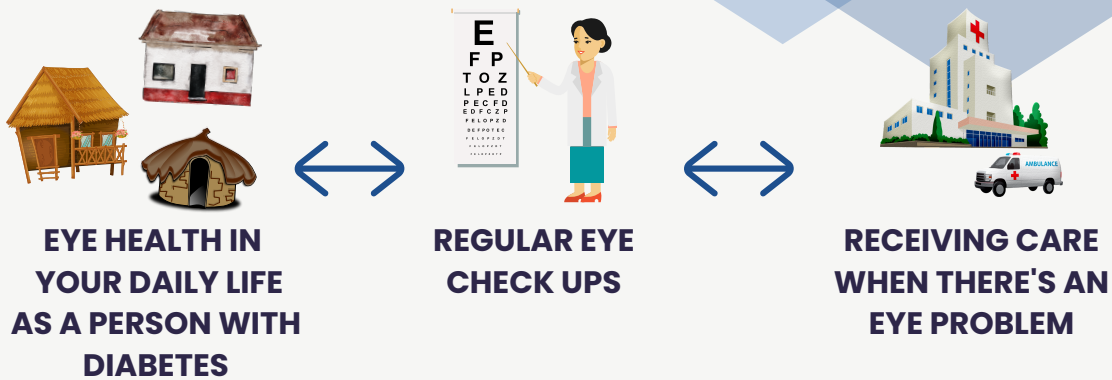 E
F P
T O Z
L P E D
P E C F D
E D F C Z P
F E L O P Z D
D E F P O T E C
AMBULANCE
EYE HEALTH IN
YOUR DAILY LIFE
AS A PERSON WITH
DIABETES
REGULAR EYE
CHECK UPS
RECEIVING CARE
WHEN THERE'S AN
EYE PROBLEM